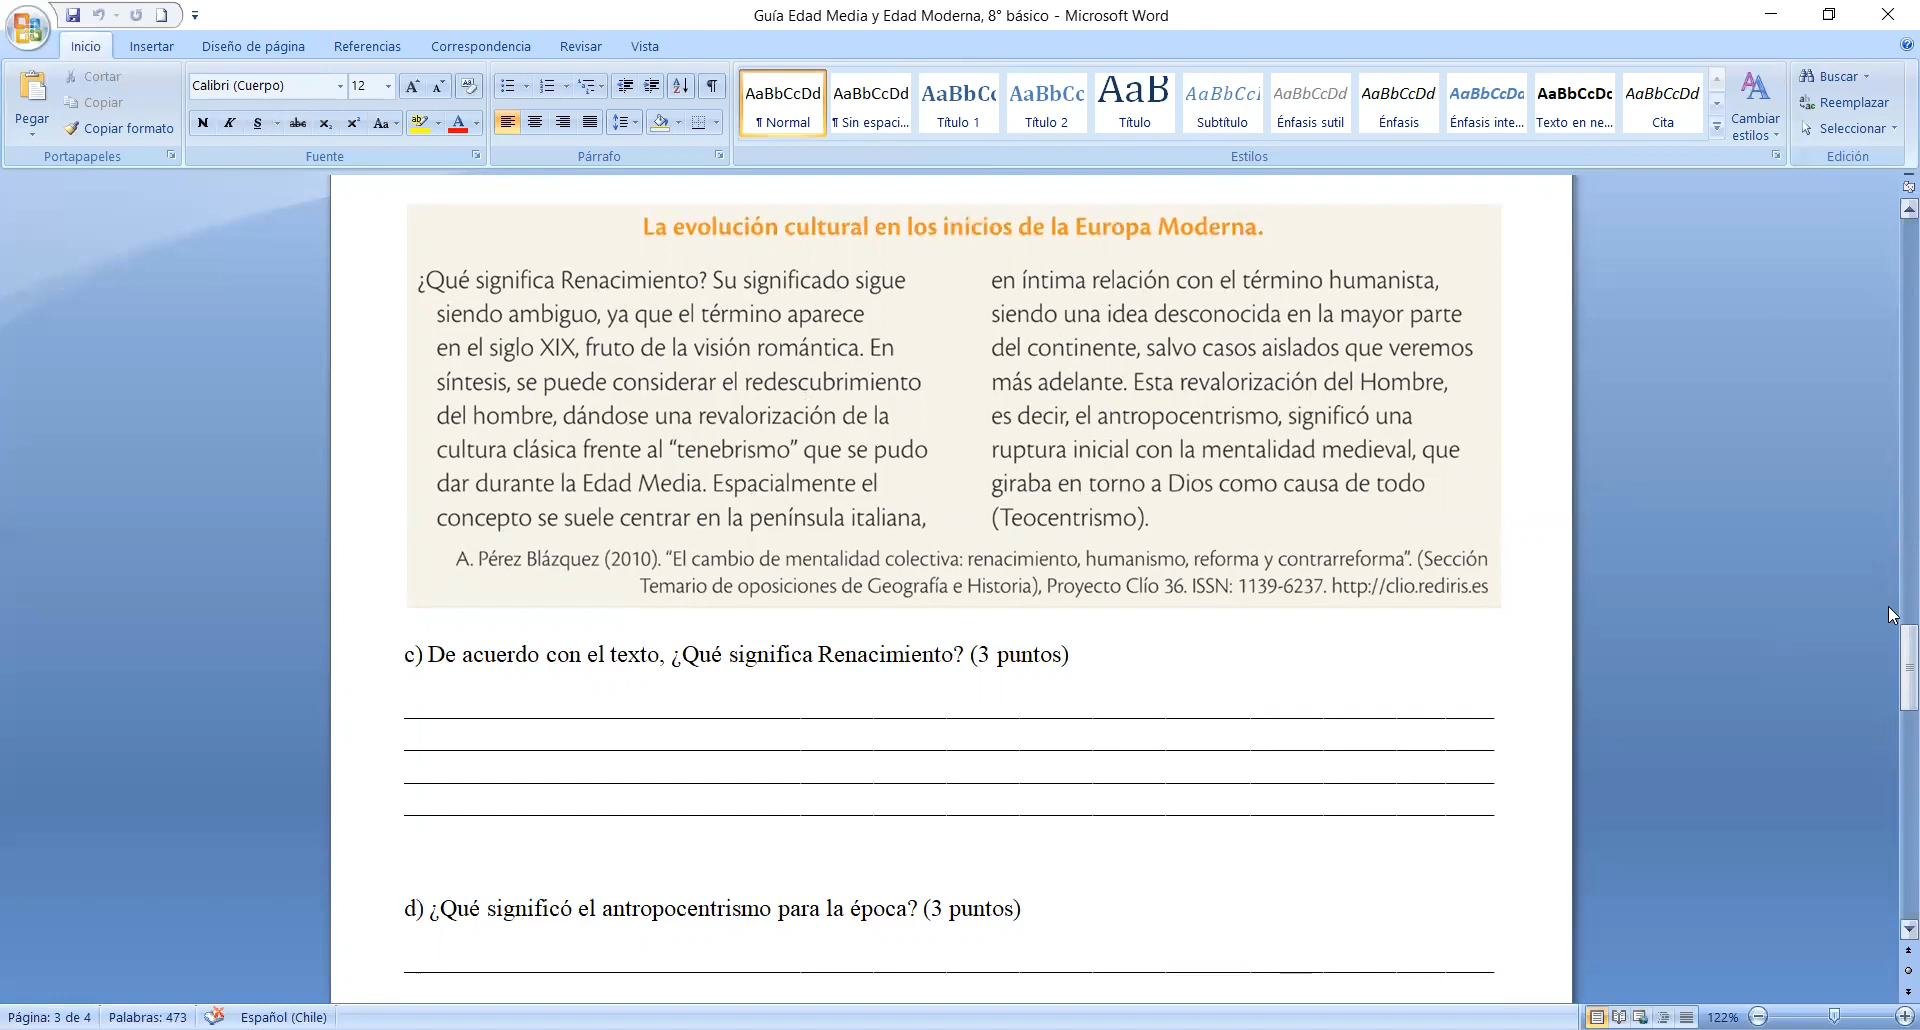 Guía Edad Media y Edad Moderna, 8° básico - Microsoft Word
Inicio
Insertar
Diseño de página
Referencias
Correspondencia
Revisar
Vista
Pegar
Cortar
Copiar
Copiar formato
Portapapeles
Calibri (Cuerpo)
12
N K S abc x₂ x² Aa
Fuente
Párrafo
AaBbCcDd
¶ Normal
AaBbCcDd
¶ Sin espaci...
AaBbCc
Título 1
AaBbCc
Título 2
AaB
Título
AaBbCcl
Subtítulo
AaBbCcDd
Énfasis sutil
AaBbCcDd
Énfasis
AaBbCcDd
Énfasis inte...
AaBbCcDc
Texto en ne...
AaBbCcDd
Cita
Cambiar
estilos
Estilos
Buscar
Reemplazar
Seleccionar
Edición
La evolución cultural en los inicios de la Europa Moderna.
¿Qué significa Renacimiento? Su significado sigue
siendo ambiguo, ya que el término aparece
en el siglo XIX, fruto de la visión romántica. En
síntesis, se puede considerar el redescubrimiento
del hombre, dándose una revalorización de la
cultura clásica frente al “tenebrismo” que se pudo
dar durante la Edad Media. Espacialmente el
concepto se suele centrar en la península italiana,
en íntima relación con el término humanista,
siendo una idea desconocida en la mayor parte
del continente, salvo casos aislados que veremos
más adelante. Esta revalorización del Hombre,
es decir, el antropocentrismo, significó una
ruptura inicial con la mentalidad medieval, que
giraba en torno a Dios como causa de todo
(Teocentrismo).
A. Pérez Blázquez (2010). “El cambio de mentalidad colectiva: renacimiento, humanismo, reforma y contrarreforma”. (Sección
Temario de oposiciones de Geografía e Historia), Proyecto Clío 36. ISSN: 1139-6237. http://clio.rediris.es
c) De acuerdo con el texto, ¿Qué significa Renacimiento? (3 puntos)
d) ¿Qué significó el antropocentrismo para la época? (3 puntos)
Página: 3 de 4
Palabras: 473
Español (Chile)
122%